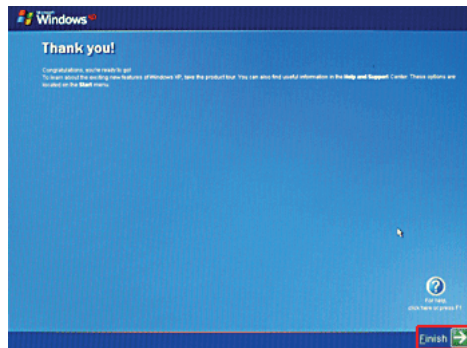 Microsoft
Windows xp
Thank you!
Congratulations, you're ready to go!
To learn about the exciting new features of Windows XP, take the product tour. You can also find useful information in the Help and Support Center. These options are
located on the Start menu.
For help,
click here or press F1
Finish